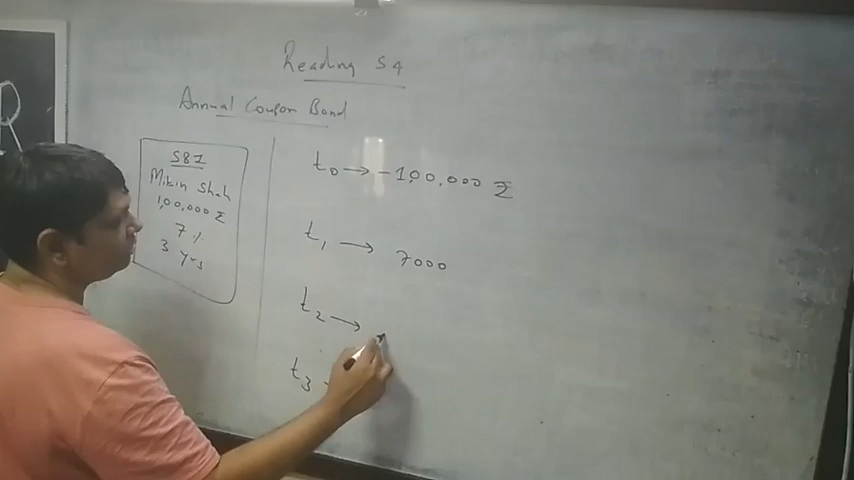 Reading 54
Annual Coupon Bond
SBI
Mikin Shah
1,00,000 ₹
7 %
3 Yrs
t0 → -1,00,000 ₹
t1 → 7000
t2 →
t3